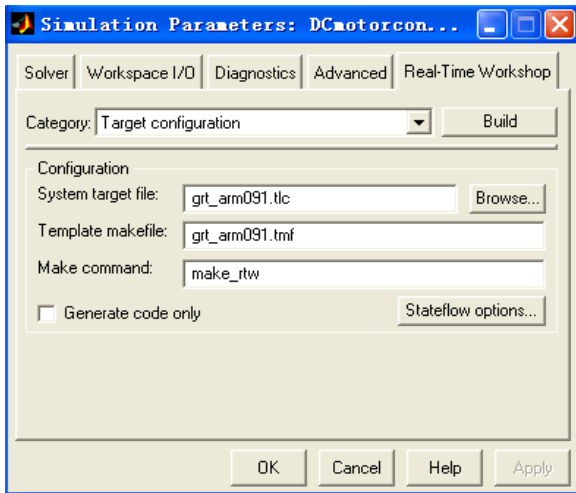 Simulation Parameters: DCmotorcon...
Solver Workspace I/O Diagnostics Advanced Real-Time Workshop
Category: Target configuration Build
Configuration
System target file: grt_arm091.tlc Browse...
Template makefile: grt_arm091.tmf
Make command: make_rtw
Generate code only Stateflow options...
OK Cancel Help Apply